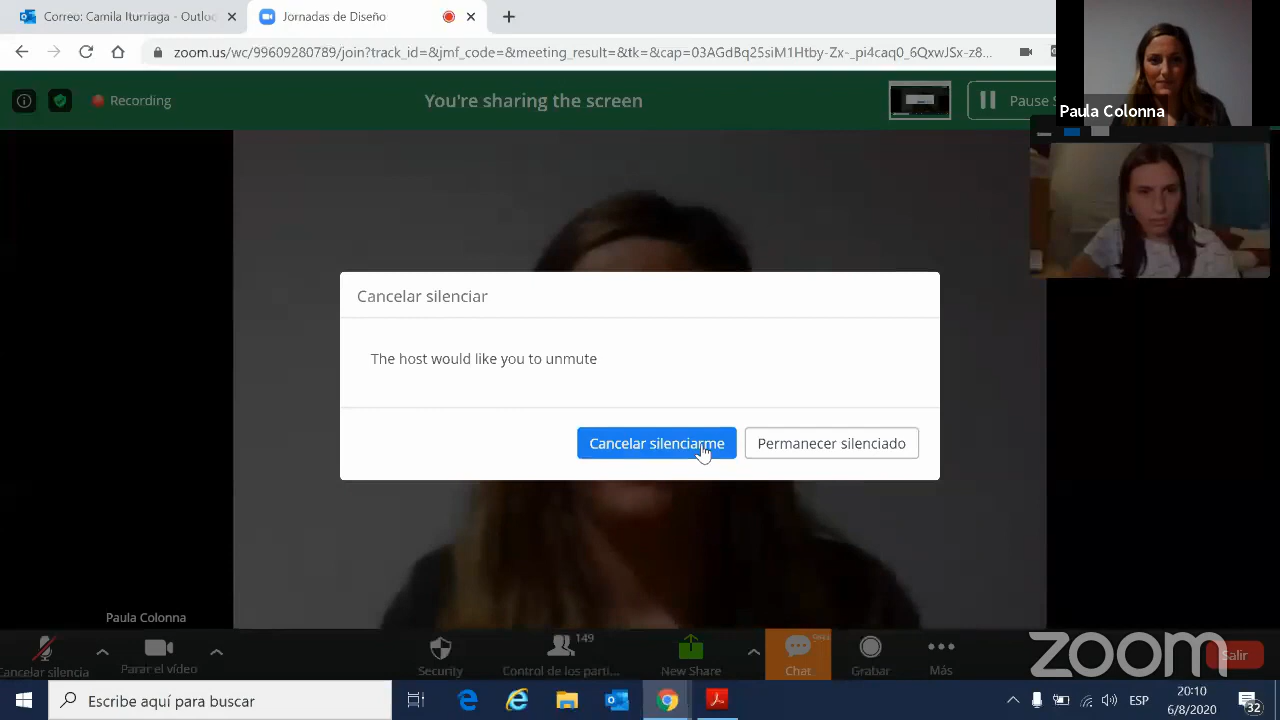 Correo: Camila Iturriaga - Outloo
Jornadas de Diseño
zoom.us/wc/99609280789/join?track_id=&jmf_code=&meeting_result=&tk=&cap=03AGdBq25siM1Htby-Zx-_pi4caq0_6QxwJSx-z8...
Recording
You're sharing the screen
Pause S
Paula Colonna
Cancelar silenciar
The host would like you to unmute
Cancelar silenciarme
Permanecer silenciado
Paula Colonna
149
Cancelar silencia
Parar el vídeo
Security
Control de los parti...
New Share
Chat
Grabar
Más
zoom
Salir
Escribe aquí para buscar
ESP
20:10
6/8/2020
32